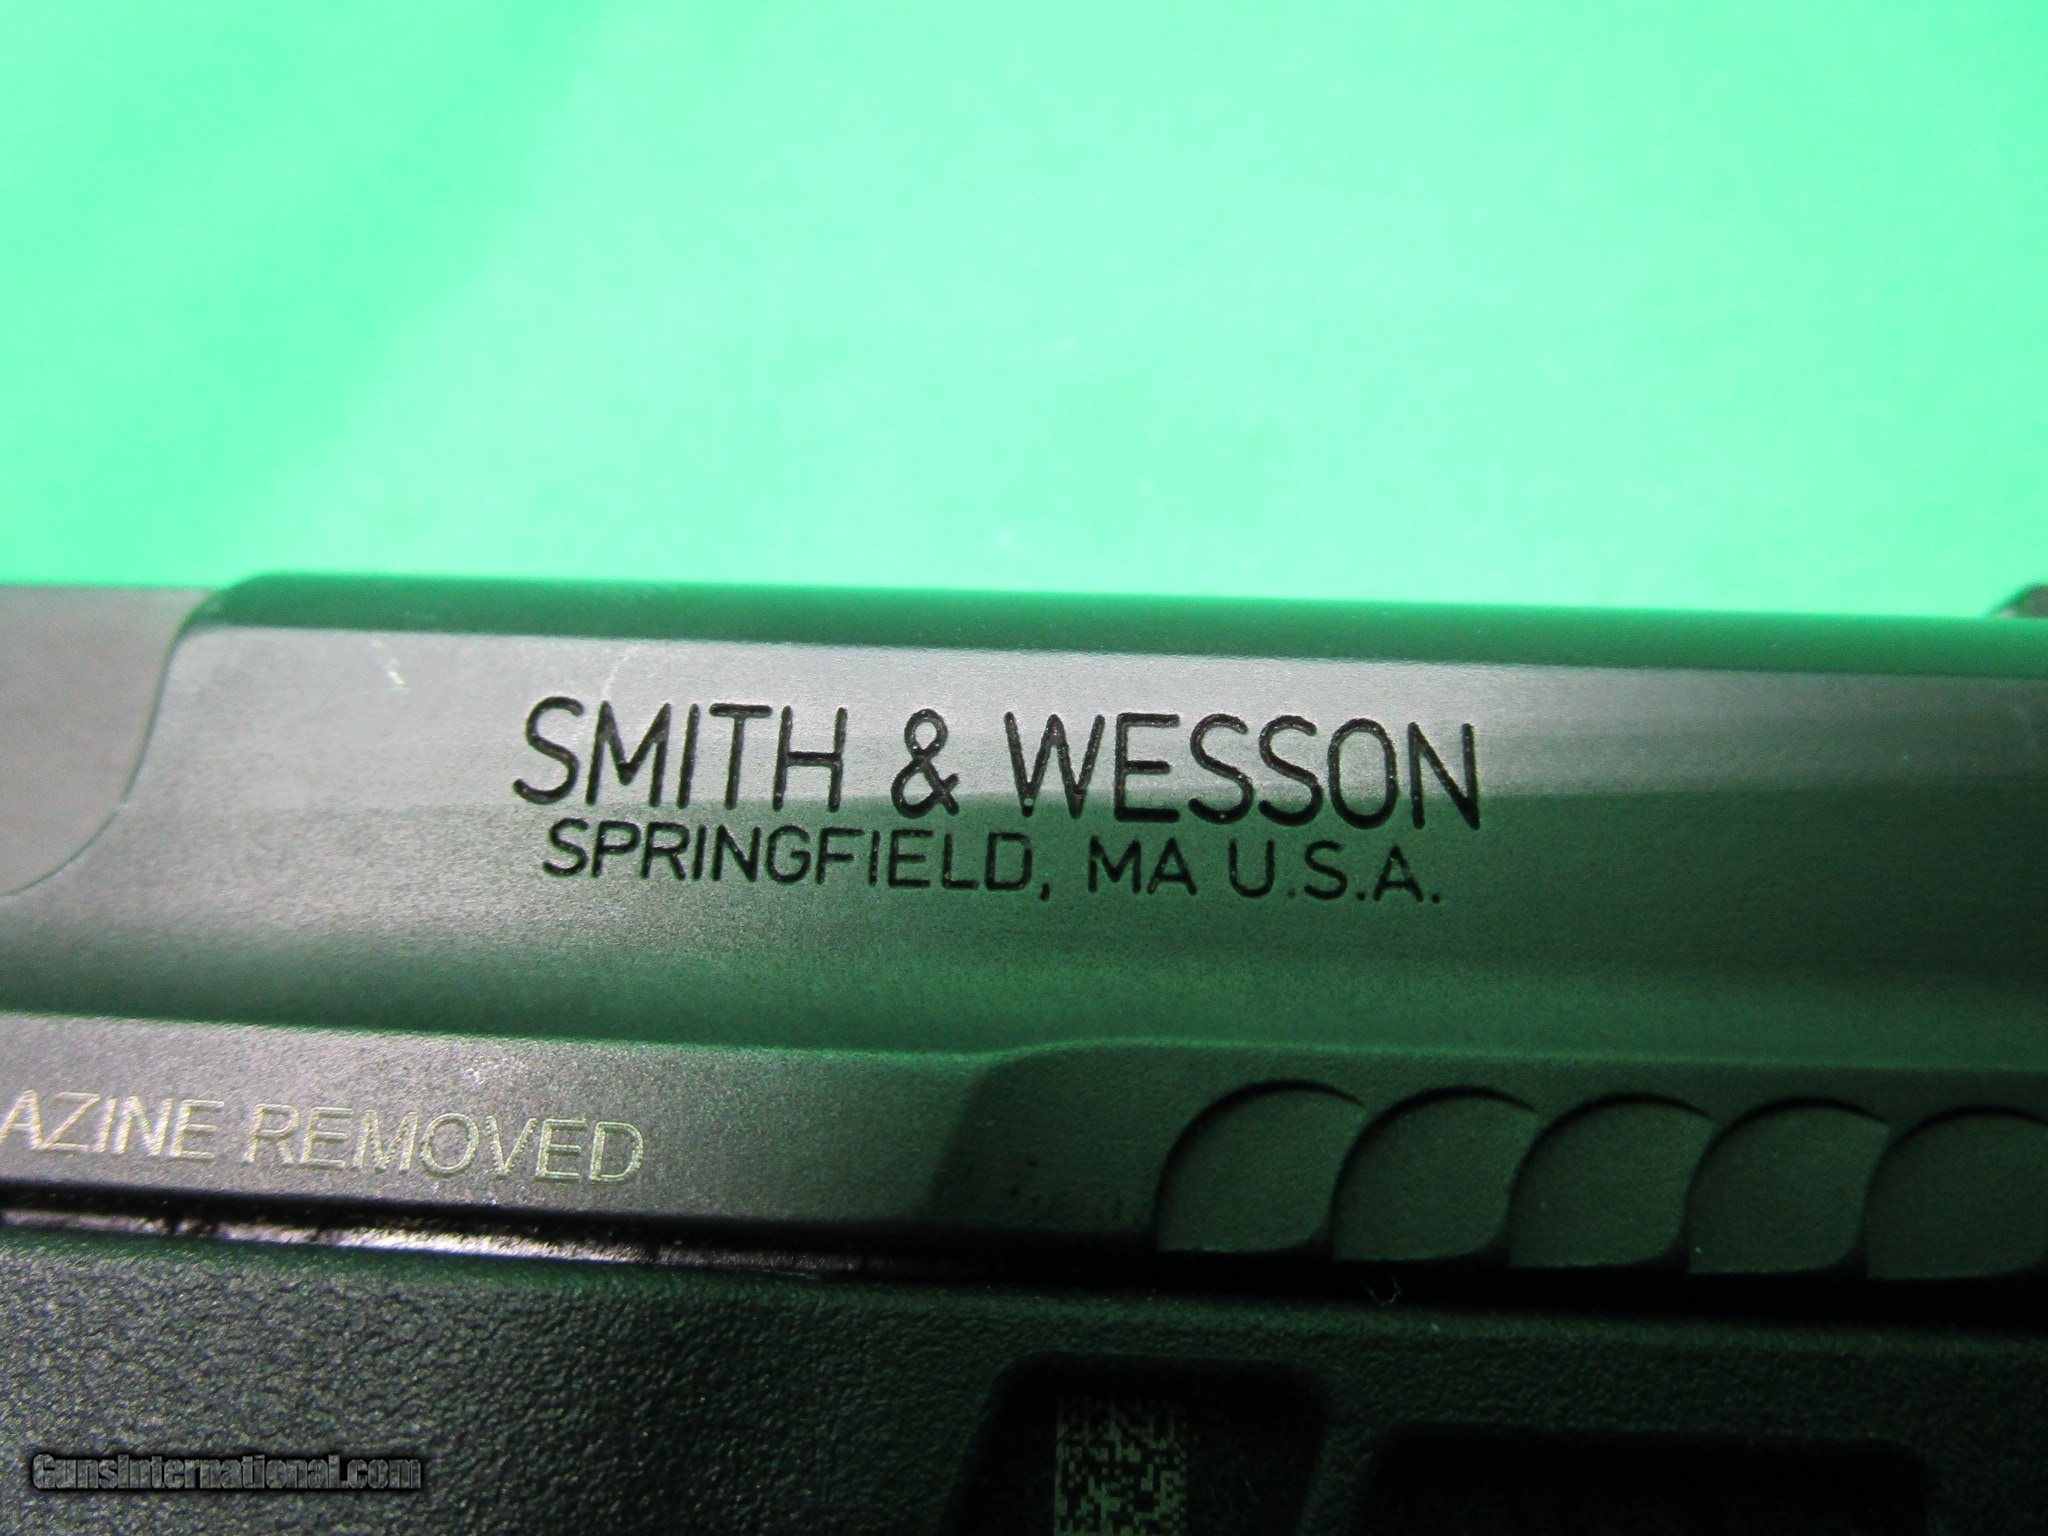 SMITH & WESSON
SPRINGFIELD, MA U.S.A.
AZINE REMOVED
GunsInternational.com